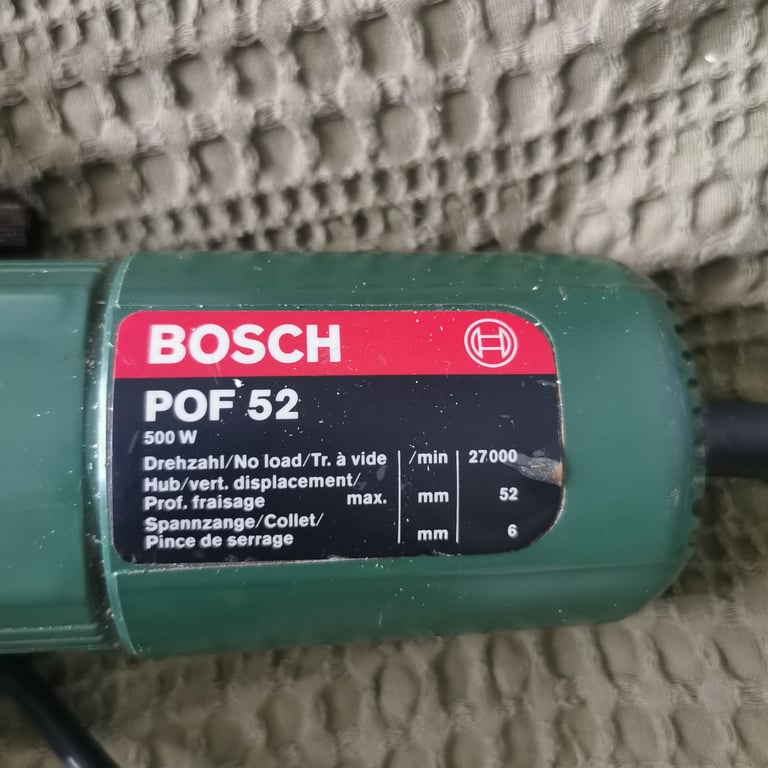 BOSCH
POF 52
500 W
Drehzahl/No load/Tr. à vide /min 27000
Hub/vert. displacement/
Prof. fraisage max. mm 52
Spannzange/Collet/
Pince de serrage mm 6